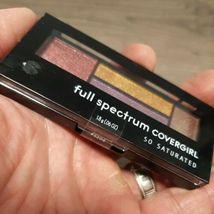 full spectrum COVERGIRL
SO SATURATED